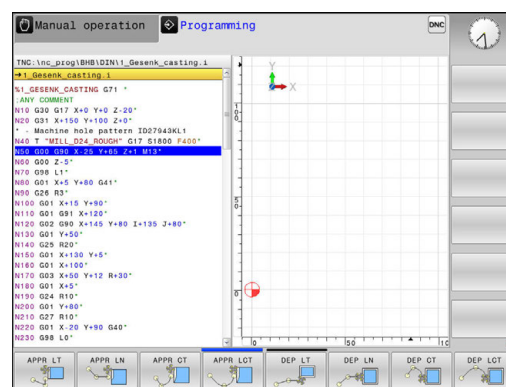 Manual operation
Programming
DNC
TNC:\nc_prog\BHB\DIN\1_Gesenk_casting.i
→1_Gesenk_casting.i
%1_GESENK_CASTING G71 *
;ANY COMMENT
N10 G30 G17 X+0 Y+0 Z-20*
N20 G31 X+150 Y+100 Z+0*
* - Machine hole pattern ID27943KL1
N40 T "MILL_D24_ROUGH" G17 S1800 F400*
N50 G00 G90 X-25 Y+65 Z+1 M13*
N60 G00 Z-5*
N70 G98 L1*
N80 G01 X+5 Y+80 G41*
N90 G26 R3*
N100 G01 X+15 Y+90*
N110 G01 G91 X+120*
N120 G02 G90 X+145 Y+80 I+135 J+80*
N130 G01 Y+50*
N140 G25 R20*
N150 G01 X+130 Y+5*
N160 G01 X+100*
N170 G03 X+50 Y+12 R+30*
N180 G01 X+5*
N190 G24 R10*
N200 G01 Y+80*
N210 G27 R10*
N220 G01 X-20 Y+90 G40*
N230 G98 L0*
Y
X
100
50
0
0
50
10
APPR LT
APPR LN
APPR CT
APPR LCT
DEP LT
DEP LN
DEP CT
DEP LCT